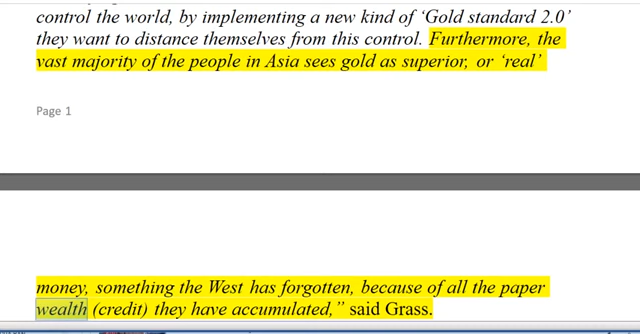 control the world, by implementing a new kind of ‘Gold standard 2.0’
they want to distance themselves from this control. Furthermore, the
vast majority of the people in Asia sees gold as superior, or ‘real’
Page 1
money, something the West has forgotten, because of all the paper
wealth (credit) they have accumulated,” said Grass.